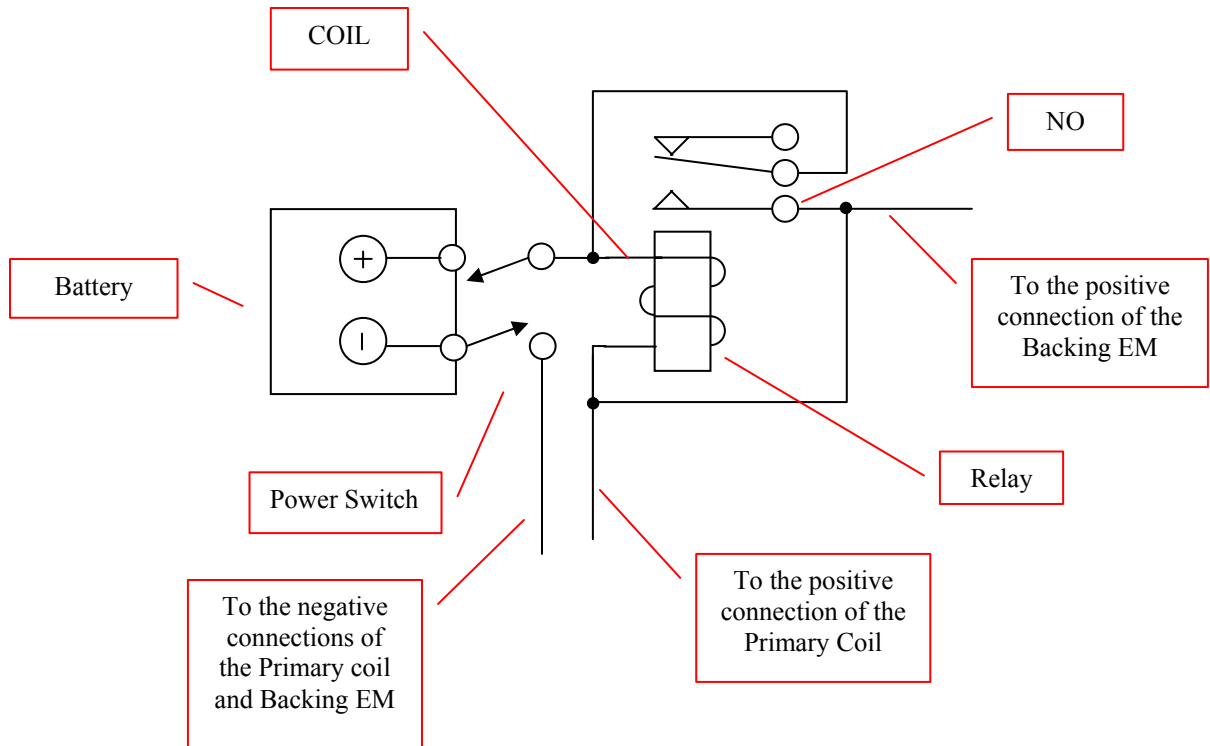 COIL
NO
Battery
+
−
To the positive
connection of the
Backing EM
Power Switch
Relay
To the negative
connections of
the Primary coil
and Backing EM
To the positive
connection of the
Primary Coil